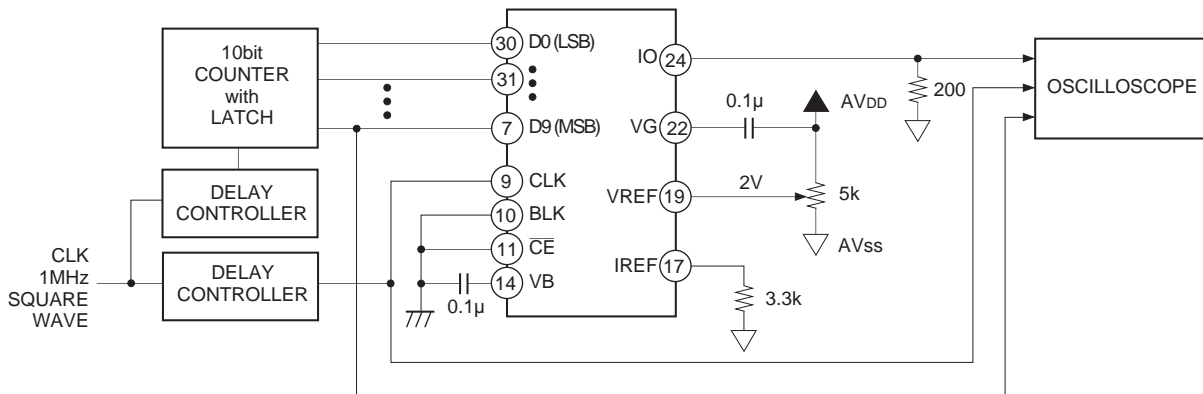 10bit
COUNTER
with
LATCH
DELAY
CONTROLLER
DELAY
CONTROLLER
CLK
1MHz
SQUARE
WAVE
30 D0 (LSB)
31
7 D9 (MSB)
9 CLK
10 BLK
11 C̅E̅
14 VB
0.1µ
IO 24
VG 22
VREF 19
IREF 17
0.1µ
AVDD
2V
5k
AVss
3.3k
200
OSCILLOSCOPE